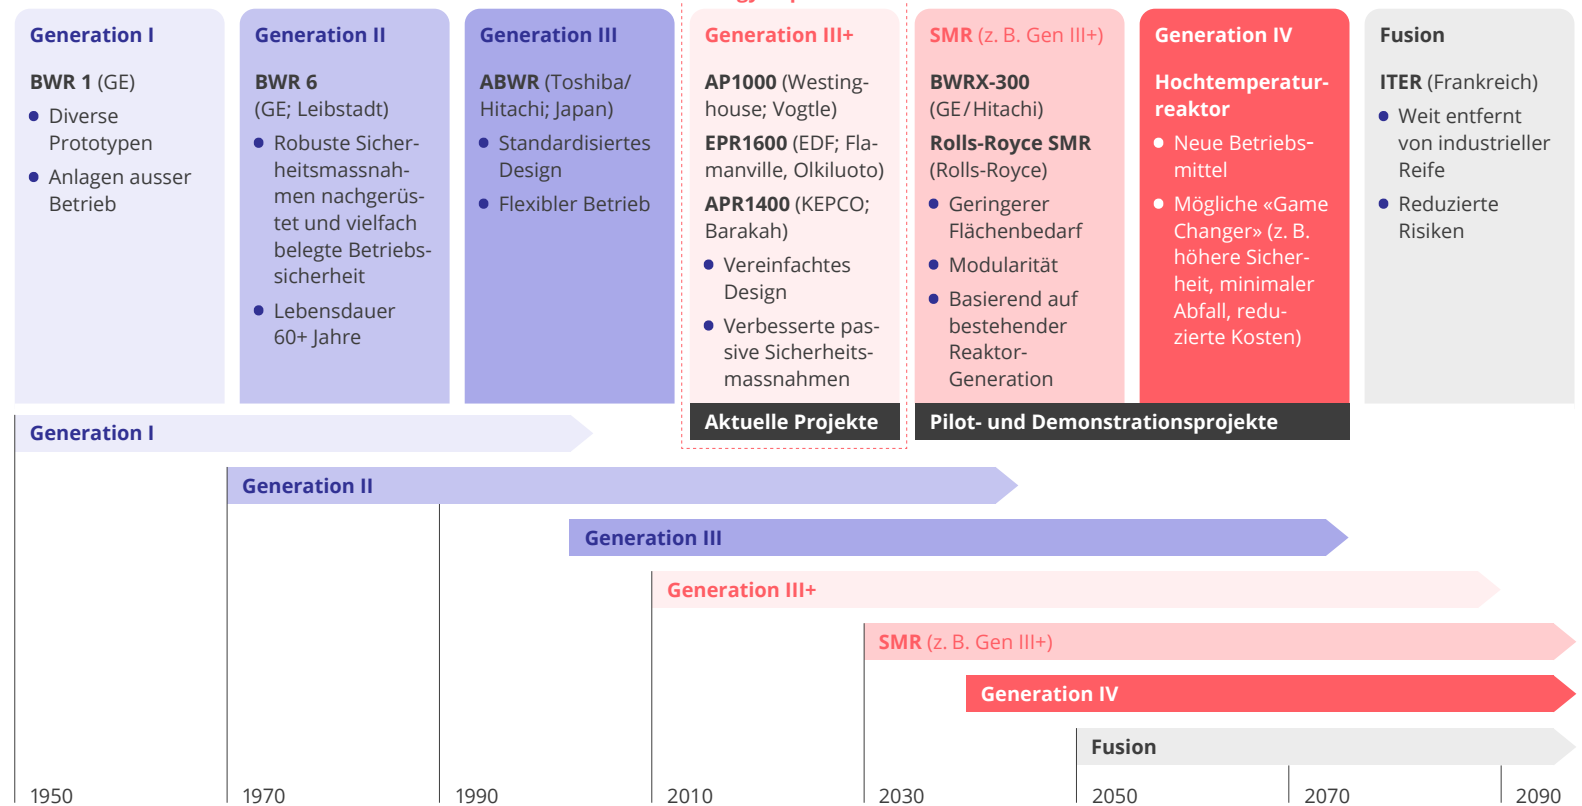 Generation I
BWR 1 (GE)
Diverse
Prototypen
Anlagen ausser
Betrieb
Generation II
BWR 6
(GE; Leibstadt)
Robuste Sicher-
heitsmassnah-
men nachgerüs-
tet und vielfach
belegte Betriebs-
sicherheit
Lebensdauer
60+ Jahre
Generation III
ABWR (Toshiba/
Hitachi; Japan)
Standardisiertes
Design
Flexibler Betrieb
Generation III+
AP1000 (Westing-
house; Vogtle)
EPR1600 (EDF; Fla-
manville, Olkiluoto)
APR1400 (KEPCO;
Barakah)
Vereinfachtes
Design
Verbesserte pas-
sive Sicherheits-
massnahmen
Aktuelle Projekte
SMR (z. B. Gen III+)
BWRX-300
(GE/Hitachi)
Rolls-Royce SMR
(Rolls-Royce)
Geringerer
Flächenbedarf
Modularität
Basierend auf
bestehender
Reaktor-
Generation
Generation IV
Hochtemperatur-
reaktor
Neue Betriebs-
mittel
Mögliche «Game
Changer» (z. B.
höhere Sicher-
heit, minimaler
Abfall, redu-
zierte Kosten)
Pilot- und Demonstrationsprojekte
Fusion
ITER (Frankreich)
Weit entfernt
von industrieller
Reife
Reduzierte
Risiken
Generation I
Generation II
Generation III
Generation III+
SMR (z. B. Gen III+)
Generation IV
Fusion
1950
1970
1990
2010
2030
2050
2070
2090